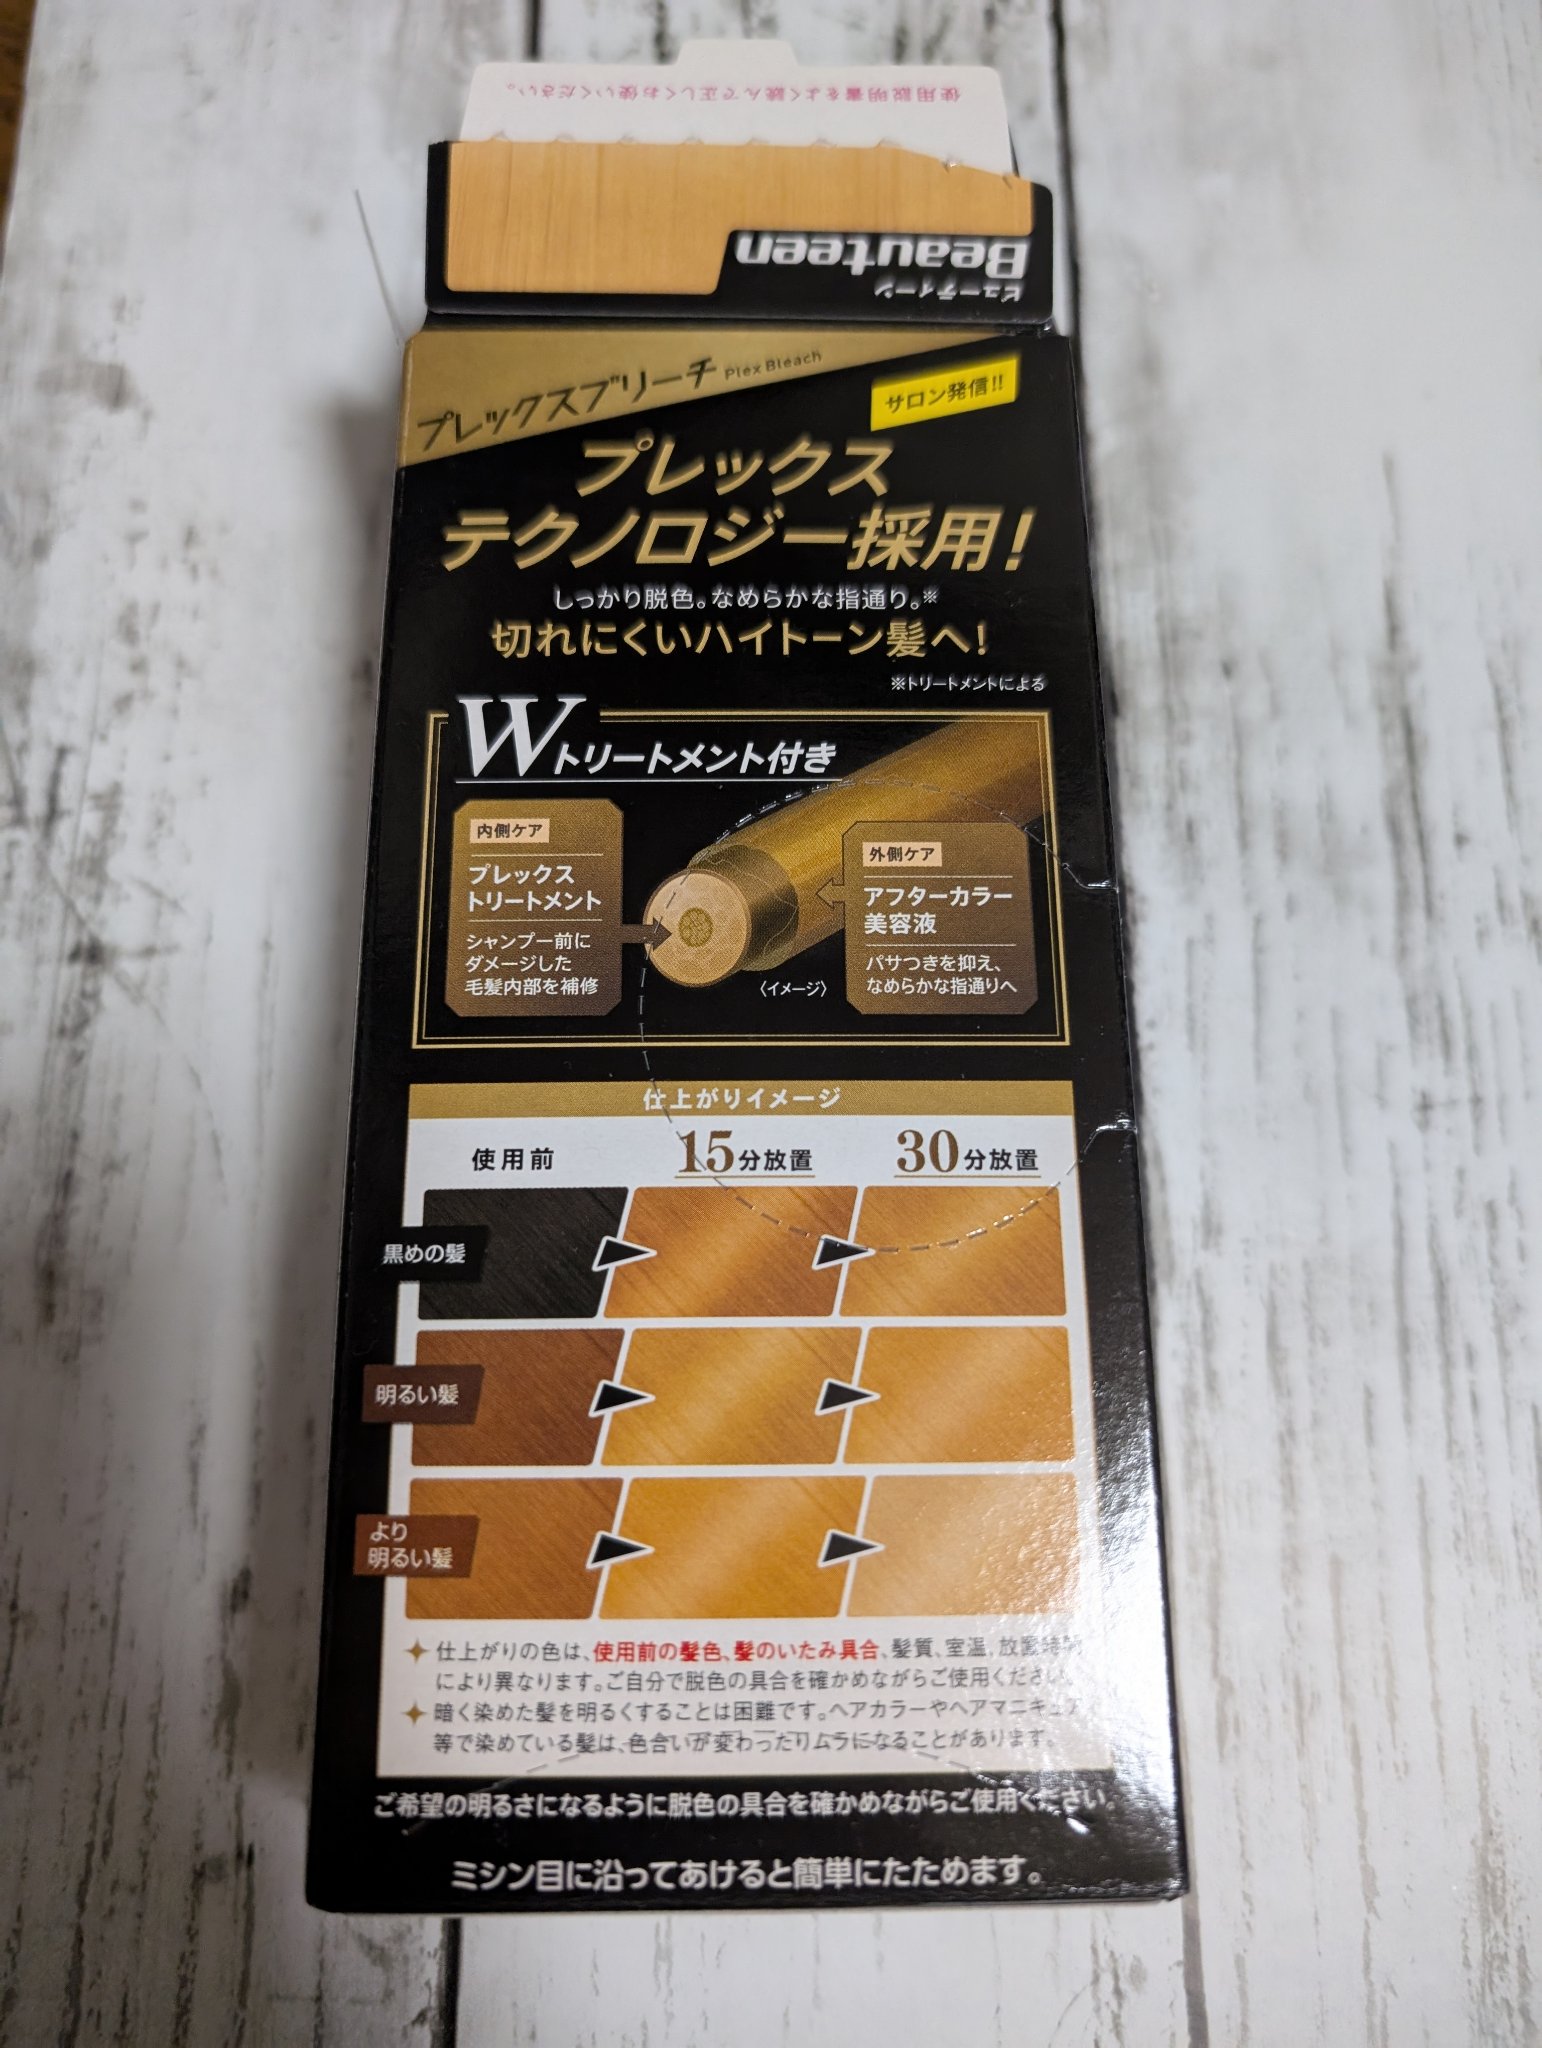 使用説明書をよく読んで正しくお使いください。
ビューティーン
Beauteen
プレックスブリーチ Plex Bleach
サロン発信!!
プレックス
テクノロジー採用!
しっかり脱色。なめらかな指通り。※
切れにくいハイトーン髪へ!
※トリートメントによる
Wトリートメント付き
内側ケア
プレックス
トリートメント
シャンプー前に
ダメージした
毛髪内部を補修
外側ケア
アフターカラー
美容液
パサつきを抑え、
なめらかな指通りへ
〈イメージ〉
仕上がりイメージ
使用前 15分放置 30分放置
黒めの髪
明るい髪
より
明るい髪
仕上がりの色は、使用前の髪色、髪のいたみ具合、髪質、室温、放置時間
により異なります。ご自分で脱色の具合を確かめながらご使用ください。
暗く染めた髪を明るくすることは困難です。ヘアカラーやヘアマニキュア
等で染めている髪は、色合いが変わったりムラになることがあります。
ご希望の明るさになるように脱色の具合を確かめながらご使用ください。
ミシン目に沿ってあけると簡単にたためます。